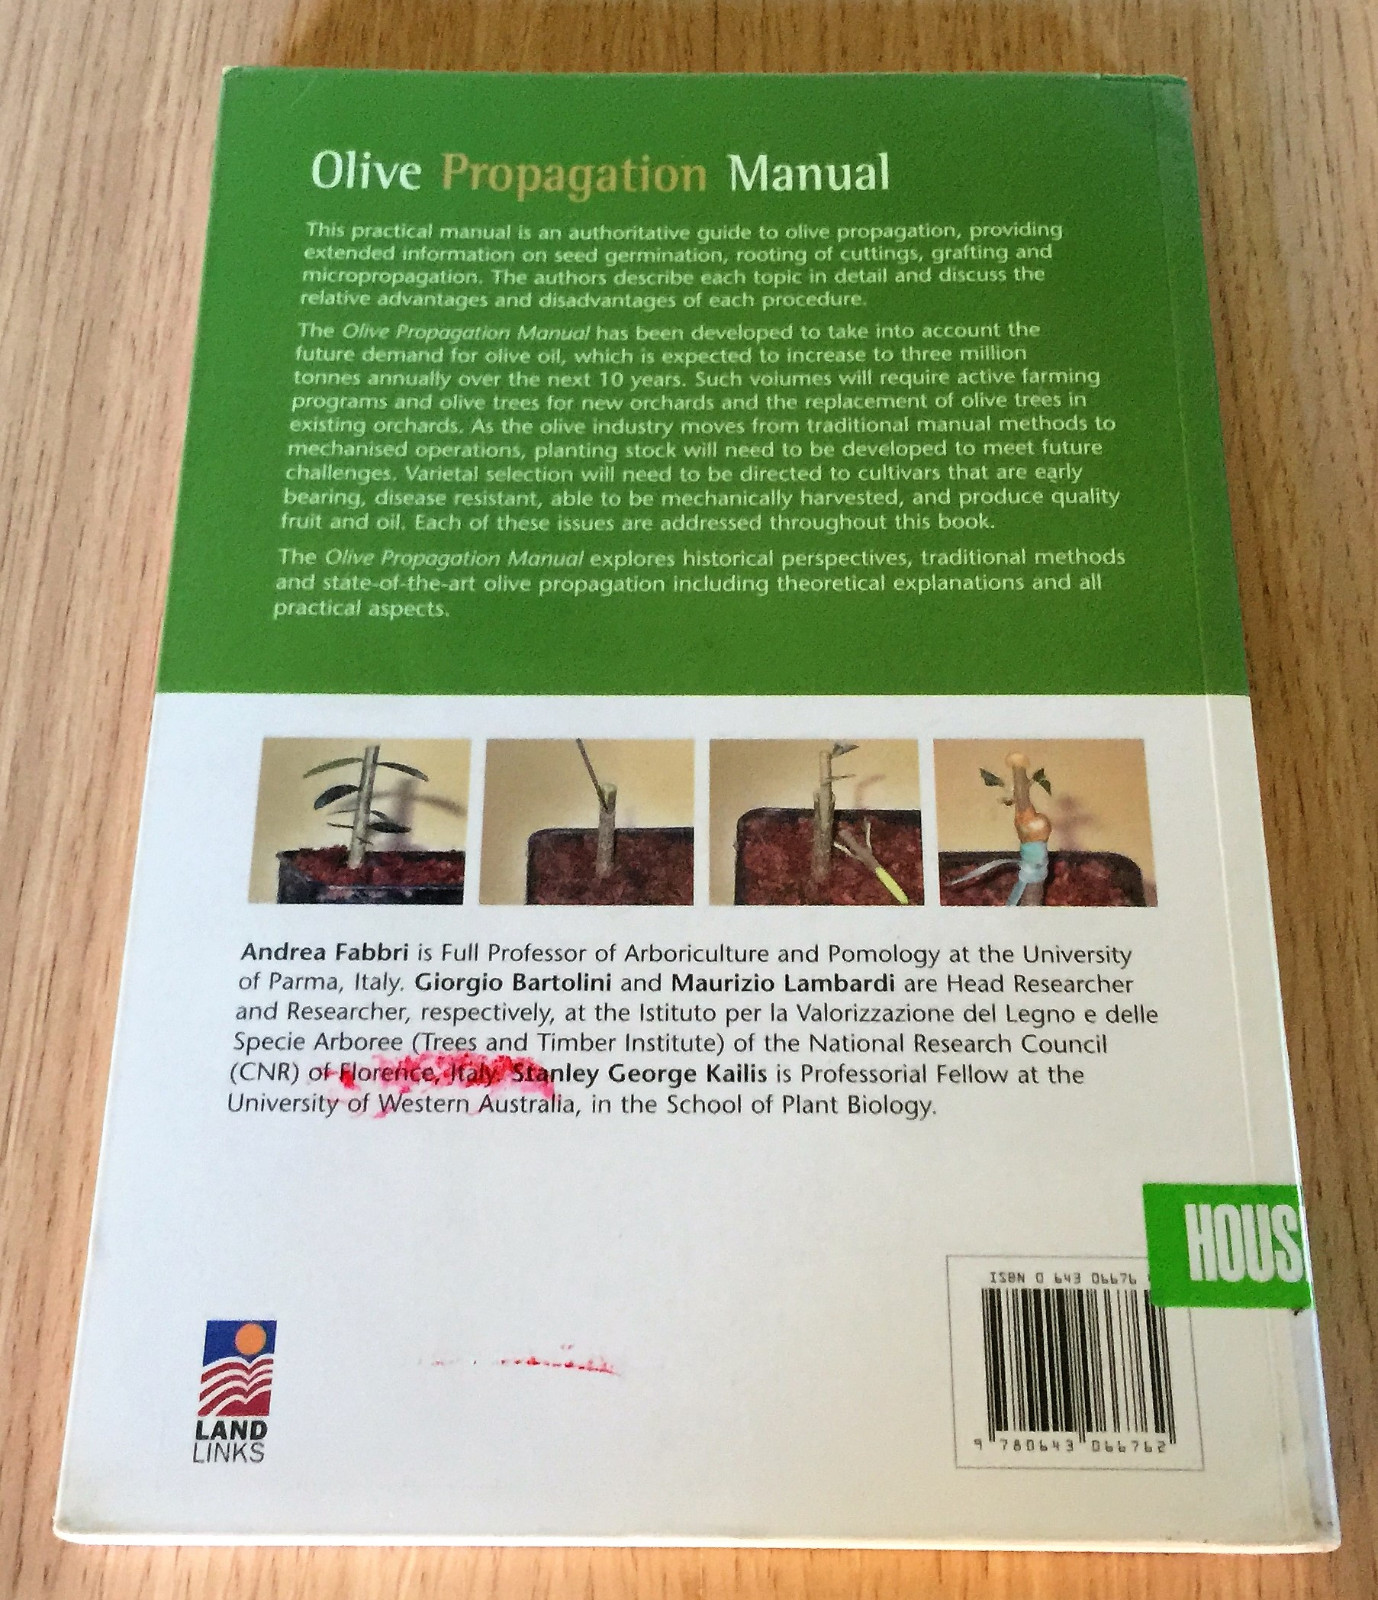 Olive Propagation Manual
This practical manual is an authoritative guide to olive propagation, providing
extended information on seed germination, rooting of cuttings, grafting and
micropropagation. The authors describe each topic in detail and discuss the
relative advantages and disadvantages of each procedure.
The Olive Propagation Manual has been developed to take into account the
future demand for olive oil, which is expected to increase to three million
tonnes annually over the next 10 years. Such volumes will require active farming
programs and olive trees for new orchards and the replacement of olive trees in
existing orchards. As the olive industry moves from traditional manual methods to
mechanised operations, planting stock will need to be developed to meet future
challenges. Varietal selection will need to be directed to cultivars that are early
bearing, disease resistant, able to be mechanically harvested, and produce quality
fruit and oil. Each of these issues are addressed throughout this book.
The Olive Propagation Manual explores historical perspectives, traditional methods
and state-of-the-art olive propagation including theoretical explanations and all
practical aspects.
Andrea Fabbri is Full Professor of Arboriculture and Pomology at the University
of Parma, Italy. Giorgio Bartolini and Maurizio Lambardi are Head Researcher
and Researcher, respectively, at the Istituto per la Valorizzazione del Legno e delle
Specie Arboree (Trees and Timber Institute) of the National Research Council
(CNR) of Florence, Italy. Stanley George Kailis is Professorial Fellow at the
University of Western Australia, in the School of Plant Biology.
HOUS
ISBN 0 643 06676
9 780643 066762
LAND
LINKS